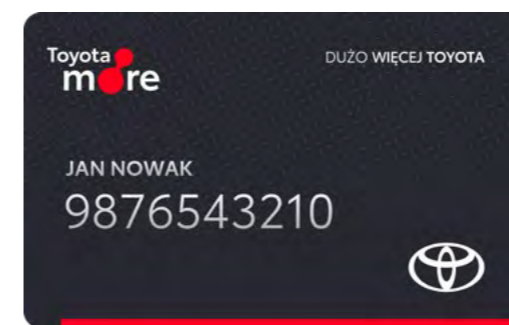 Toyota
more
DUŻO WIĘCEJ TOYOTA
JAN NOWAK
9876543210